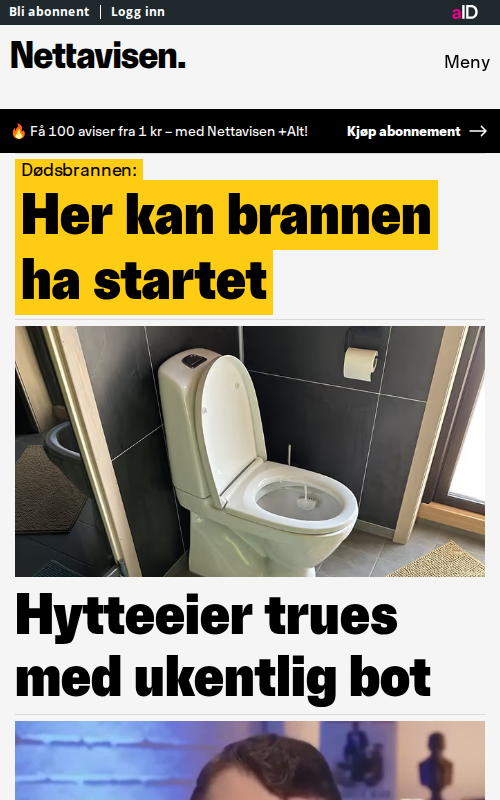 Bli abonnent
Logg inn
aID
Nettavisen.
Meny
🔥 Få 100 aviser fra 1 kr – med Nettavisen +Alt!
Kjøp abonnement →
Dødsbrannen:
Her kan brannen
ha startet
Hytteeier trues
med ukentlig bot